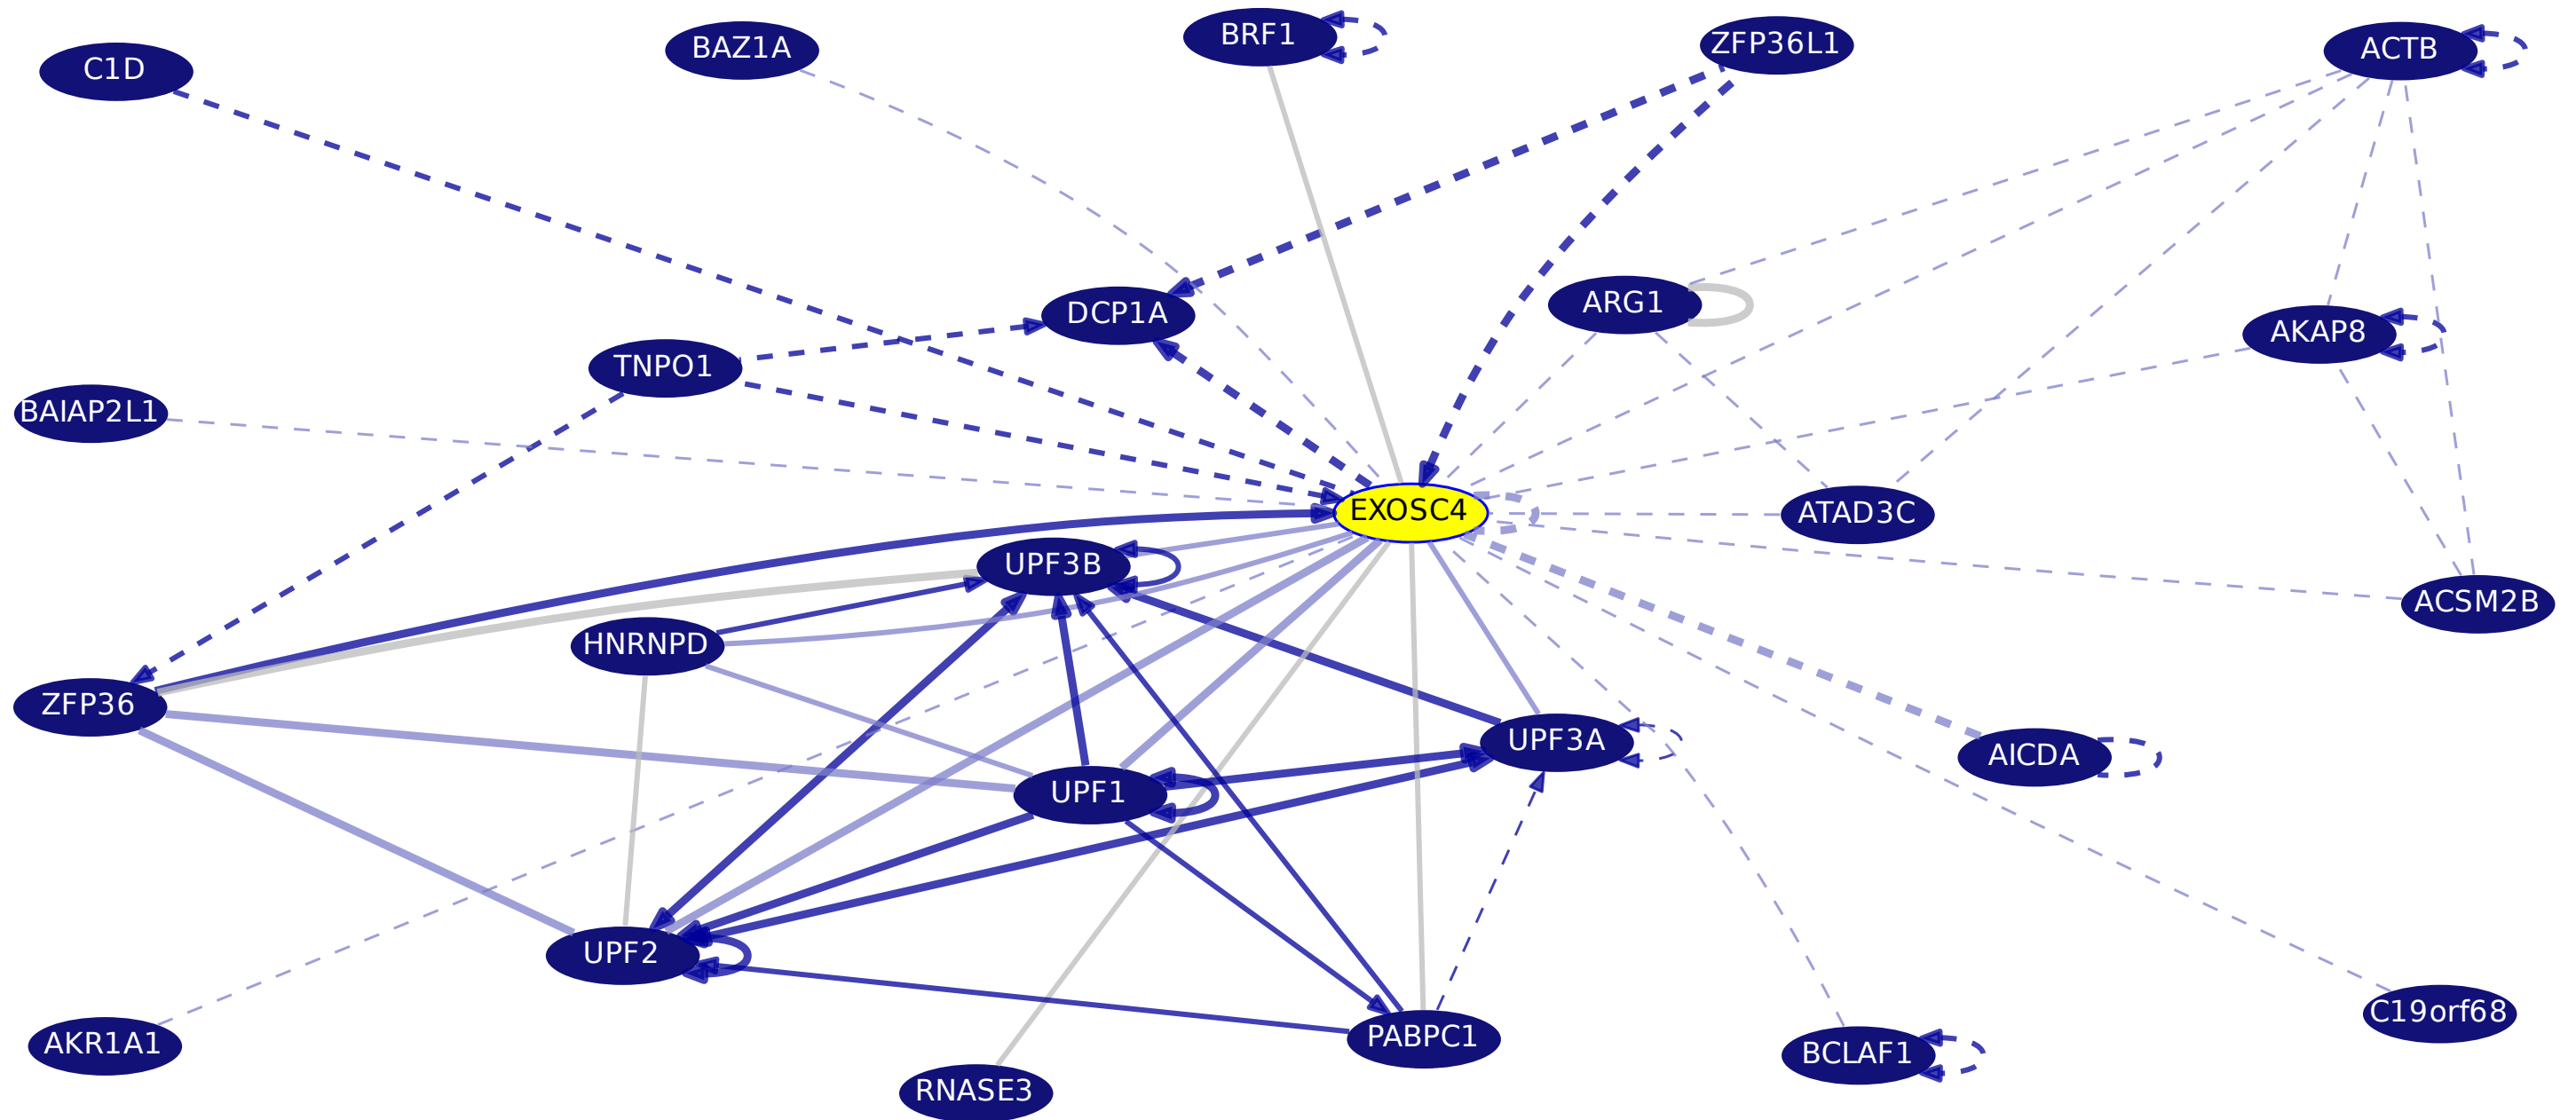 BRF1
ZFP36L1
ACTB
BAZ1A
C1D
ARG1
DCP1A
AKAP8
TNPO1
BAIAP2L1
EXOSC4
ATAD3C
UPF3B
ACSM2B
HNRNPD
ZFP36
UPF3A
AICDA
UPF1
UPF2
C19orf68
PABPC1
AKR1A1
BCLAF1
RNASE3